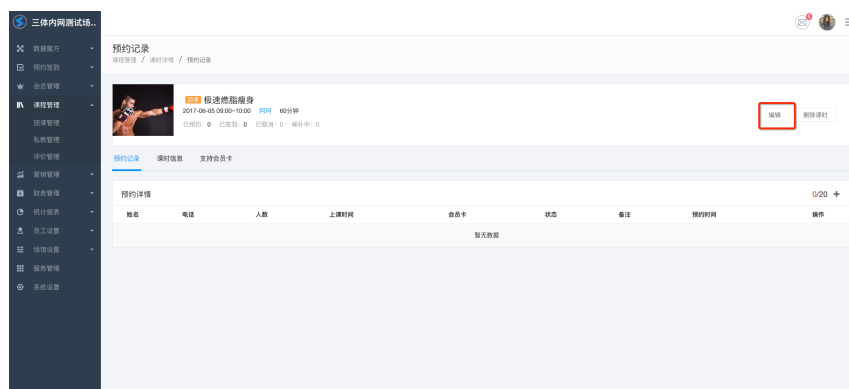 三体内网测试场..
数据魔方
预约签到
会员管理
课程管理
团课管理
私教管理
评价管理
营销管理
财务管理
统计报表
员工设置
场馆设置
服务管理
系统设置
预约记录
课程管理 / 课时详情 / 预约记录
团课 极速燃脂瘦身
2017-06-05 09:00~10:00 阿珂 60分钟
已预约: 0 已签到: 0 已取消: 0 候补中: 0
编辑 删除课时
预约记录 课时信息 支持会员卡
预约详情 0/20 +
姓名 电话 人数 上课时间 会员卡 状态 备注 预约时间 操作
暂无数据